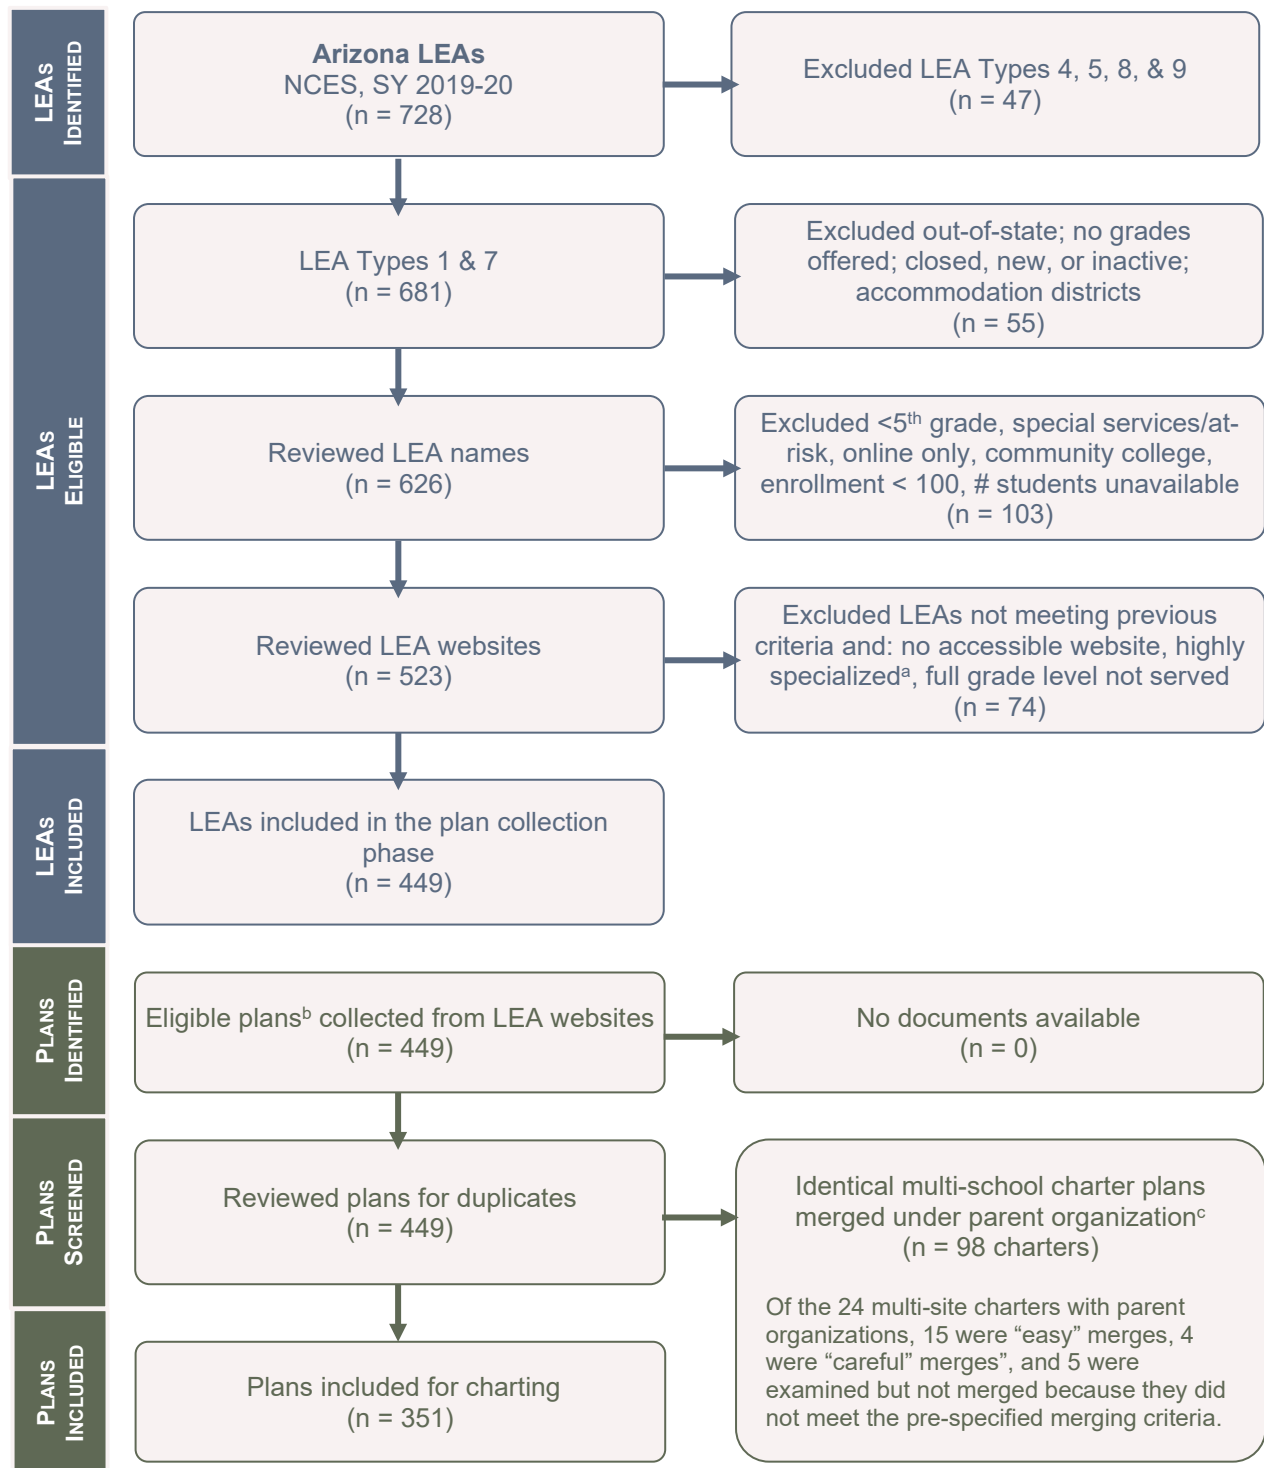 LEAS
IDENTIFIED
Arizona LEAs
NCES, SY 2019-20
(n = 728)
Excluded LEA Types 4, 5, 8, & 9
(n = 47)
LEAS
ELIGIBLE
LEA Types 1 & 7
(n = 681)
Excluded out-of-state; no grades
offered; closed, new, or inactive;
accommodation districts
(n = 55)
Reviewed LEA names
(n = 626)
Excluded <5th grade, special services/at-
risk, online only, community college,
enrollment < 100, # students unavailable
(n = 103)
Reviewed LEA websites
(n = 523)
Excluded LEAs not meeting previous
criteria and: no accessible website, highly
specializedª, full grade level not served
(n = 74)
LEAS
INCLUDED
LEAs included in the plan collection
phase
(n = 449)
PLANS
IDENTIFIED
Eligible plansᵇ collected from LEA websites
(n = 449)
No documents available
(n = 0)
PLANS
SCREENED
Reviewed plans for duplicates
(n = 449)
Identical multi-school charter plans
merged under parent organizationᶜ
(n = 98 charters)
Of the 24 multi-site charters with parent
organizations, 15 were “easy” merges, 4
were “careful” merges”, and 5 were
examined but not merged because they did
not meet the pre-specified merging criteria.
PLANS
INCLUDED
Plans included for charting
(n = 351)